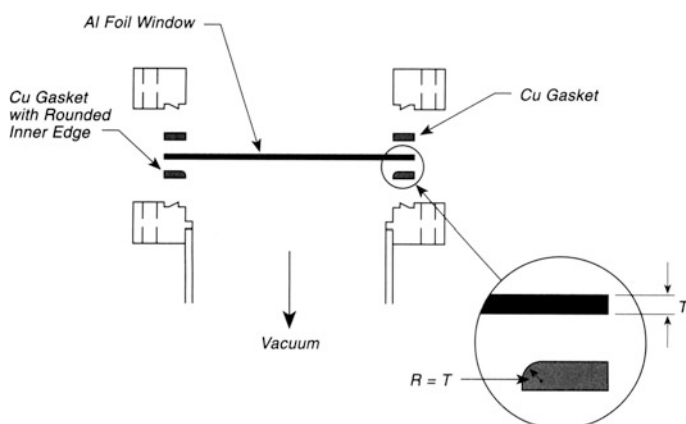 Al Foil Window
Cu Gasket
with Rounded
Inner Edge
Cu Gasket
Vacuum
T
R = T